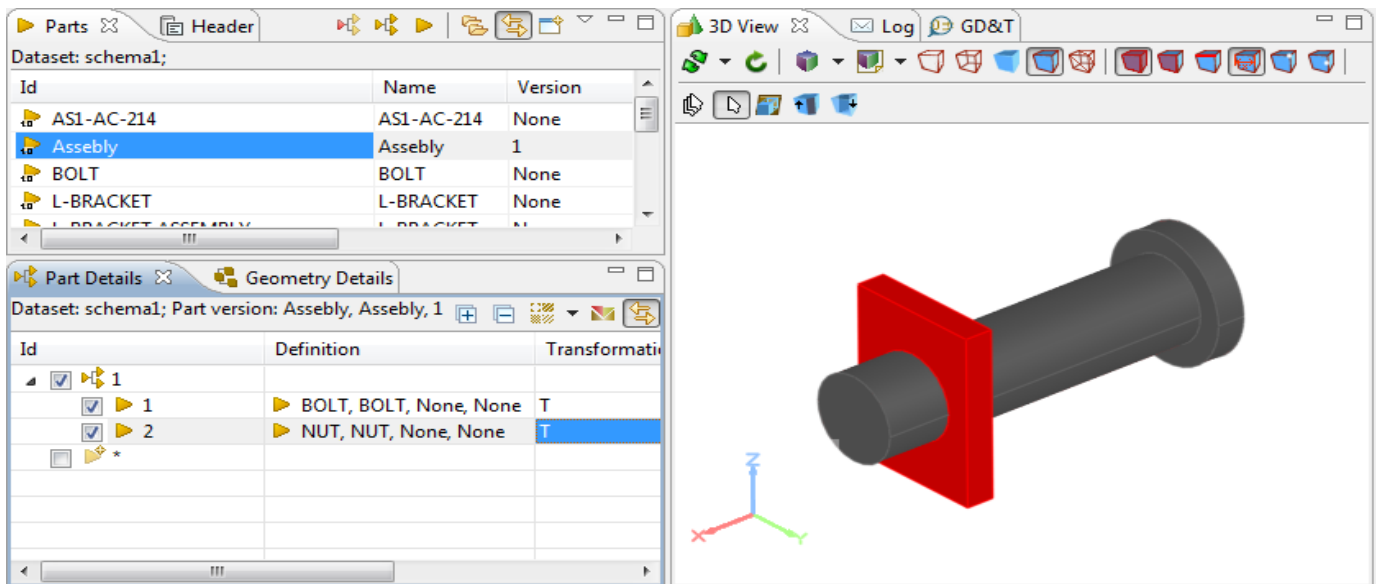 Parts Header
Dataset: schema1;
Id Name Version
AS1-AC-214 AS1-AC-214 None
Assebly Assebly 1
BOLT BOLT None
L-BRACKET L-BRACKET None
Part Details Geometry Details
Dataset: schema1; Part version: Assebly, Assebly, 1
Id Definition Transformati
1
1 BOLT, BOLT, None, None T
2 NUT, NUT, None, None T
*
3D View Log GD&T
Z
X
Y